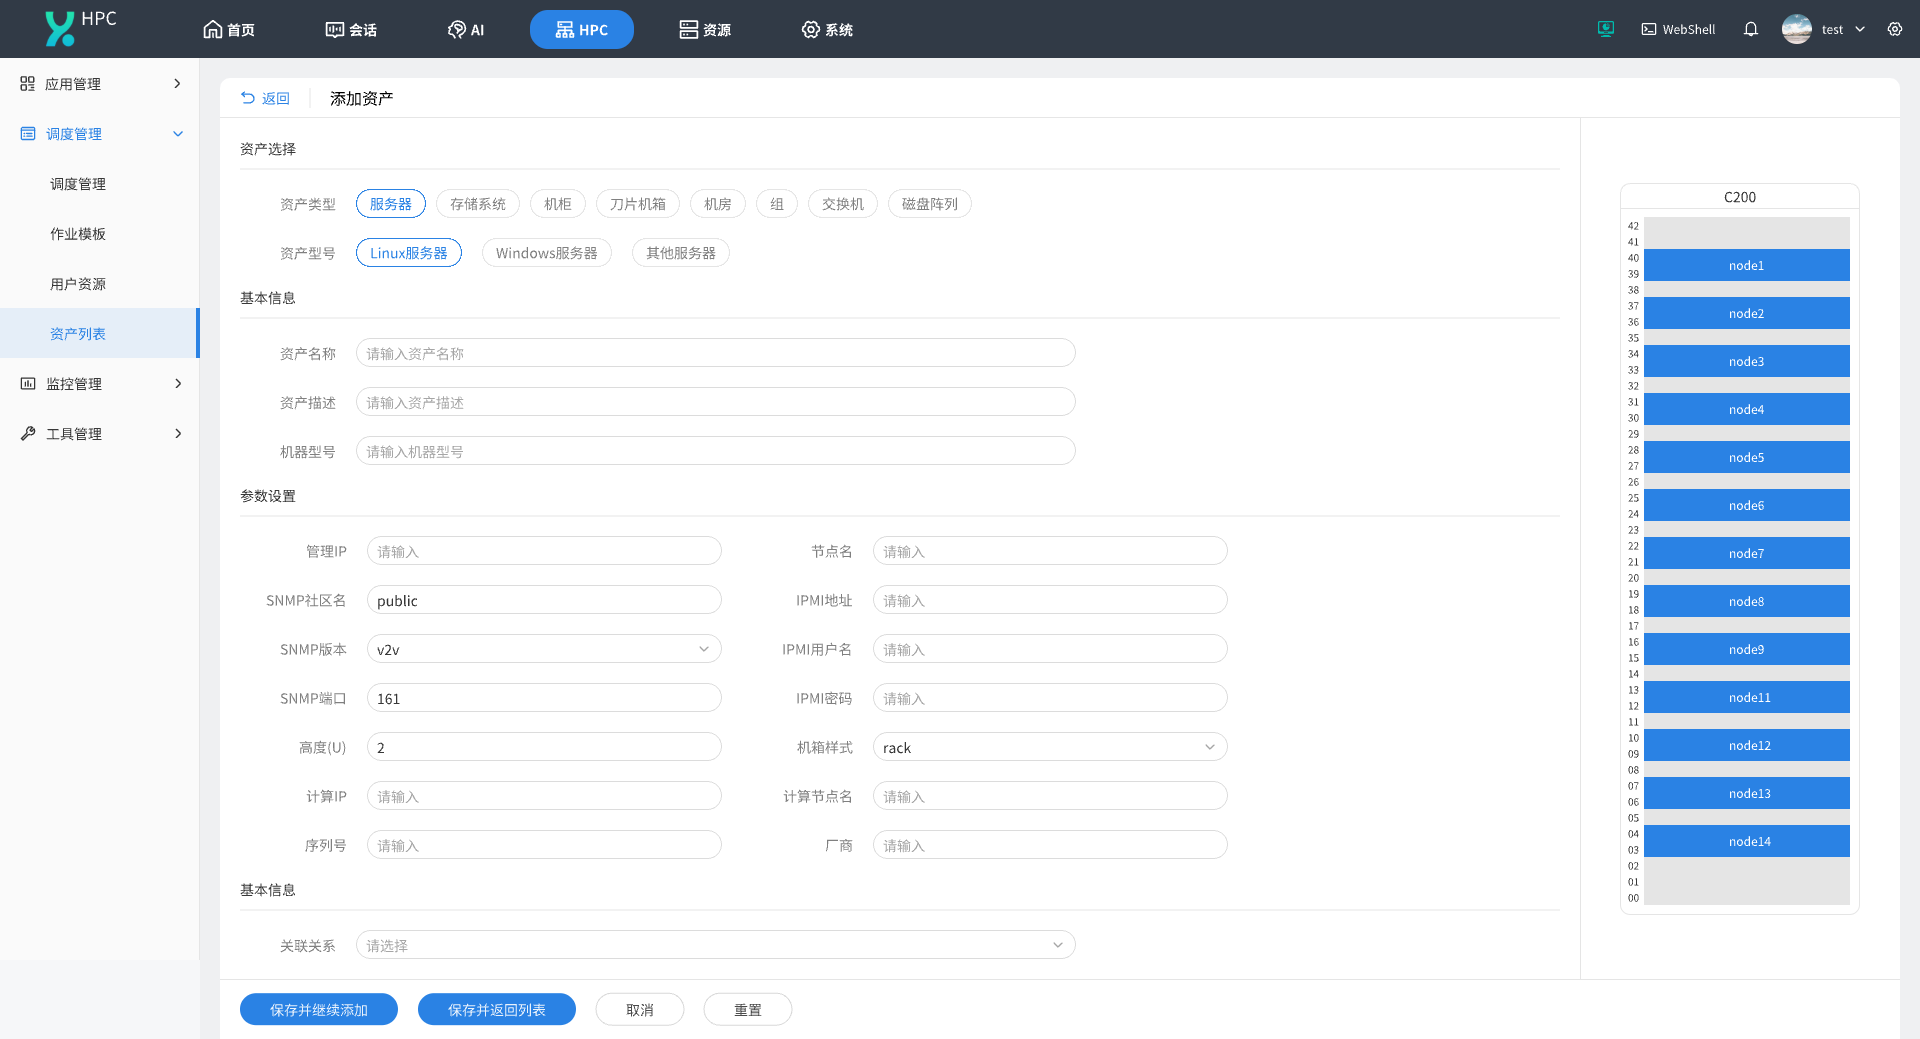 HPC
首页
会话
AI
HPC
资源
系统
WebShell
test
应用管理
调度管理
调度管理
作业模板
用户资源
资产列表
监控管理
工具管理
返回
添加资产
资产选择
资产类型 服务器 存储系统 机柜 刀片机箱 机房 组 交换机 磁盘阵列
资产型号 Linux服务器 Windows服务器 其他服务器
基本信息
资产名称 请输入资产名称
资产描述 请输入资产描述
机器型号 请输入机器型号
参数设置
管理IP 请输入 节点名 请输入
SNMP社区名 public IPMI地址 请输入
SNMP版本 v2v IPMI用户名 请输入
SNMP端口 161 IPMI密码 请输入
高度(U) 2 机箱样式 rack
计算IP 请输入 计算节点名 请输入
序列号 请输入 厂商 请输入
基本信息
关联关系 请选择
保存并继续添加 保存并返回列表 取消 重置
C200
42
41
40
node1
39
38
37
node2
36
35
34
node3
33
32
31
node4
30
29
28
node5
27
26
25
node6
24
23
22
node7
21
20
19
node8
18
17
16
node9
15
14
13
node11
12
11
10
node12
09
08
07
node13
06
05
04
node14
03
02
01
00